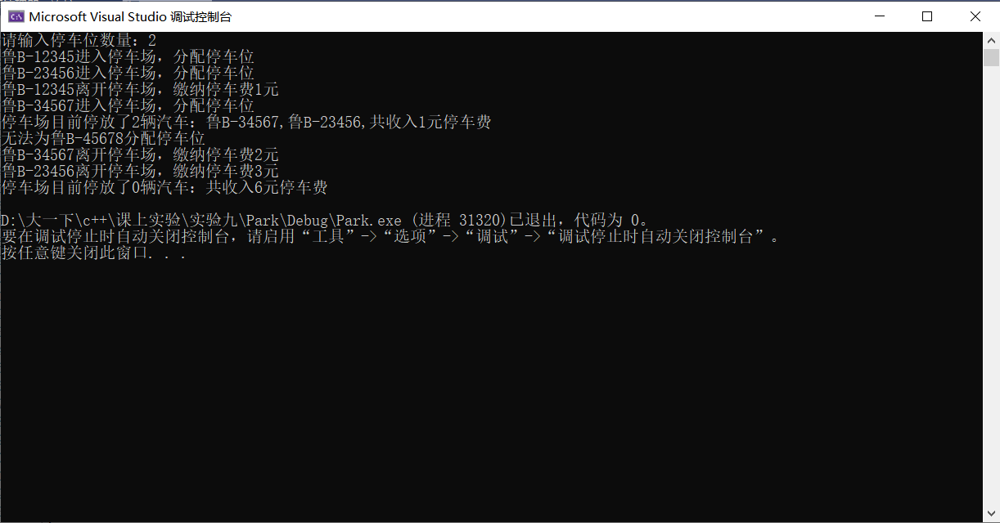 Microsoft Visual Studio 调试控制台
请输入停车位数量：2
鲁B-12345进入停车场，分配停车位
鲁B-23456进入停车场，分配停车位
鲁B-12345离开停车场，缴纳停车费1元
鲁B-34567进入停车场，分配停车位
停车场目前停放了2辆汽车：鲁B-34567,鲁B-23456,共收入1元停车费
无法为鲁B-45678分配停车位
鲁B-34567离开停车场，缴纳停车费2元
鲁B-23456离开停车场，缴纳停车费3元
停车场目前停放了0辆汽车：共收入6元停车费
D:\大一下\c++\课上实验\实验九\Park\Debug\Park.exe (进程 31320)已退出，代码为 0。
要在调试停止时自动关闭控制台，请启用“工具”->“选项”->“调试”->“调试停止时自动关闭控制台”。
按任意键关闭此窗口. . .